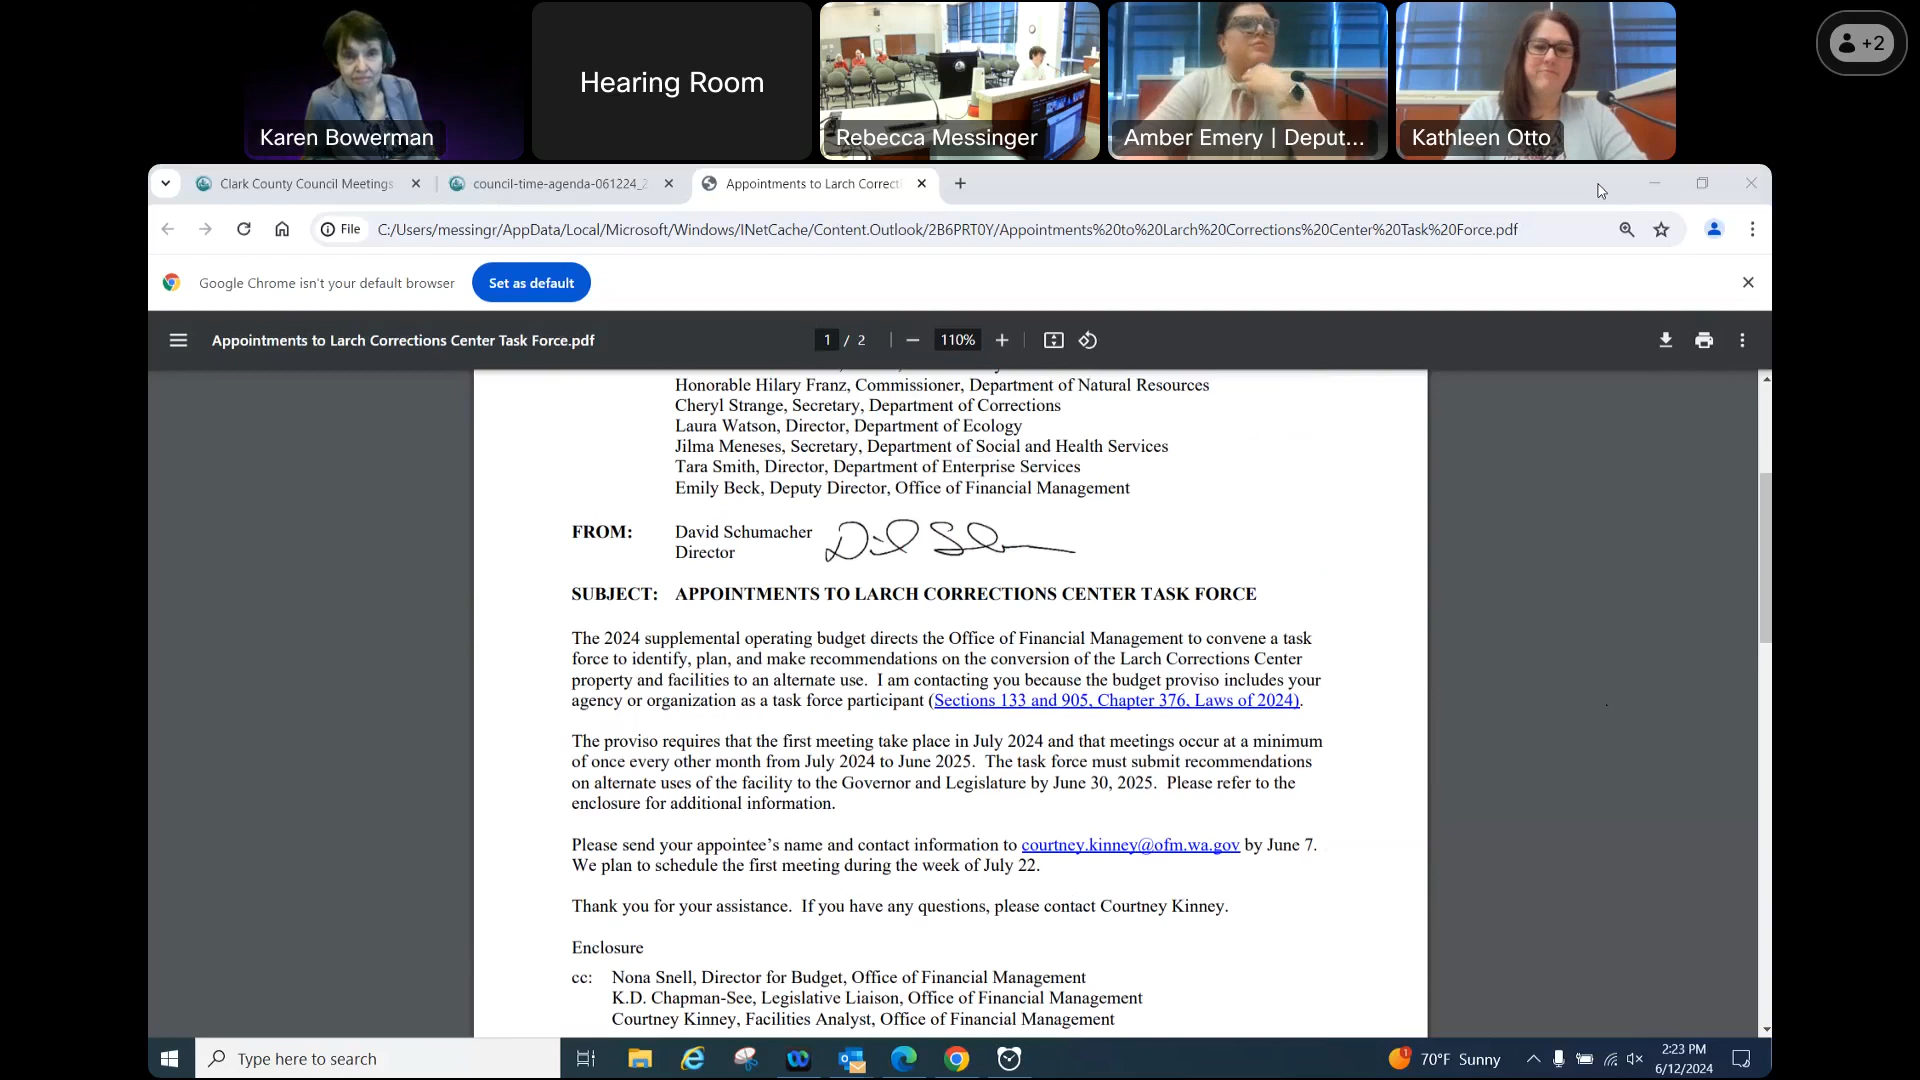 Karen Bowerman
Hearing Room
Rebecca Messinger
Amber Emery | Deput...
Kathleen Otto
+2
Clark County Council Meetings
council-time-agenda-061224_2
Appointments to Larch Correcti
File
C:/Users/messingr/AppData/Local/Microsoft/Windows/INetCache/Content.Outlook/2B6PRT0Y/Appointments%20to%20Larch%20Corrections%20Center%20Task%20Force.pdf
Google Chrome isn't your default browser
Set as default
Appointments to Larch Corrections Center Task Force.pdf
1 / 2
110%
Honorable Hilary Franz, Commissioner, Department of Natural Resources
Cheryl Strange, Secretary, Department of Corrections
Laura Watson, Director, Department of Ecology
Jilma Meneses, Secretary, Department of Social and Health Services
Tara Smith, Director, Department of Enterprise Services
Emily Beck, Deputy Director, Office of Financial Management
FROM: David Schumacher
Director
SUBJECT: APPOINTMENTS TO LARCH CORRECTIONS CENTER TASK FORCE
The 2024 supplemental operating budget directs the Office of Financial Management to convene a task
force to identify, plan, and make recommendations on the conversion of the Larch Corrections Center
property and facilities to an alternate use. I am contacting you because the budget proviso includes your
agency or organization as a task force participant (Sections 133 and 905, Chapter 376, Laws of 2024).
The proviso requires that the first meeting take place in July 2024 and that meetings occur at a minimum
of once every other month from July 2024 to June 2025. The task force must submit recommendations
on alternate uses of the facility to the Governor and Legislature by June 30, 2025. Please refer to the
enclosure for additional information.
Please send your appointee's name and contact information to courtney.kinney@ofm.wa.gov by June 7.
We plan to schedule the first meeting during the week of July 22.
Thank you for your assistance. If you have any questions, please contact Courtney Kinney.
Enclosure
cc: Nona Snell, Director for Budget, Office of Financial Management
K.D. Chapman-See, Legislative Liaison, Office of Financial Management
Courtney Kinney, Facilities Analyst, Office of Financial Management
Type here to search
1
70°F Sunny
2:23 PM
6/12/2024